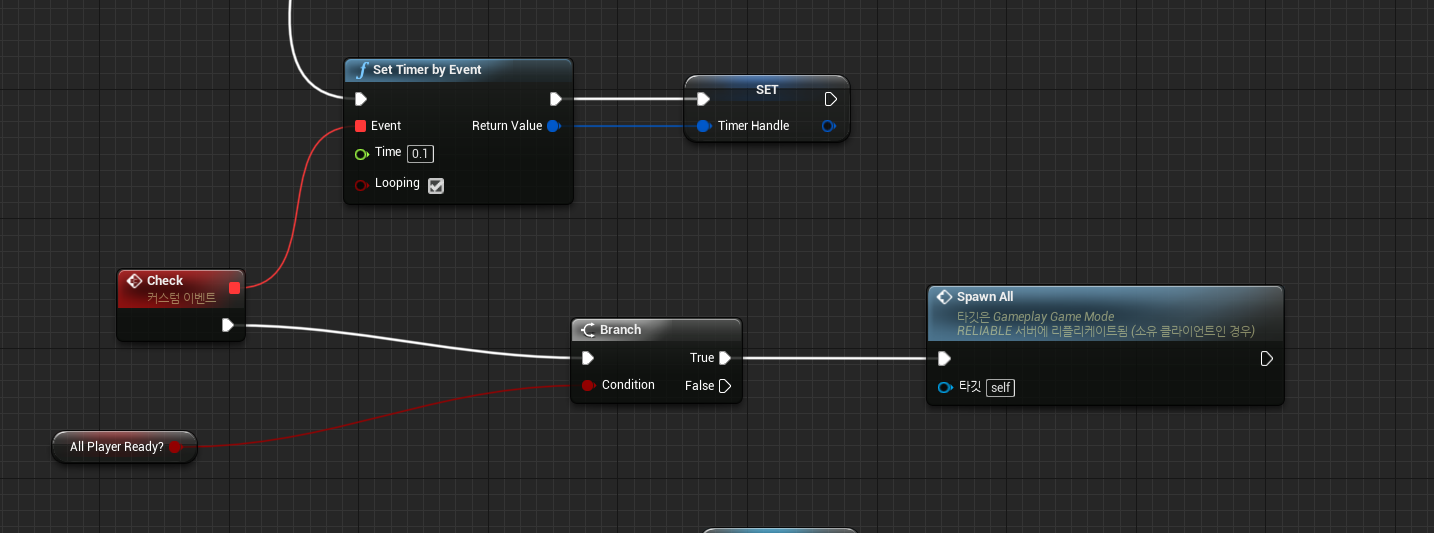 Set Timer by Event
SET
Event
Return Value
Timer Handle
Time 0.1
Looping
Check
커스텀 이벤트
Spawn All
타깃은 Gameplay Game Mode
RELIABLE 서버에 리플리케이트됨 (소유 클라이언트인 경우)
Branch
True
Condition
False
타깃 self
All Player Ready?